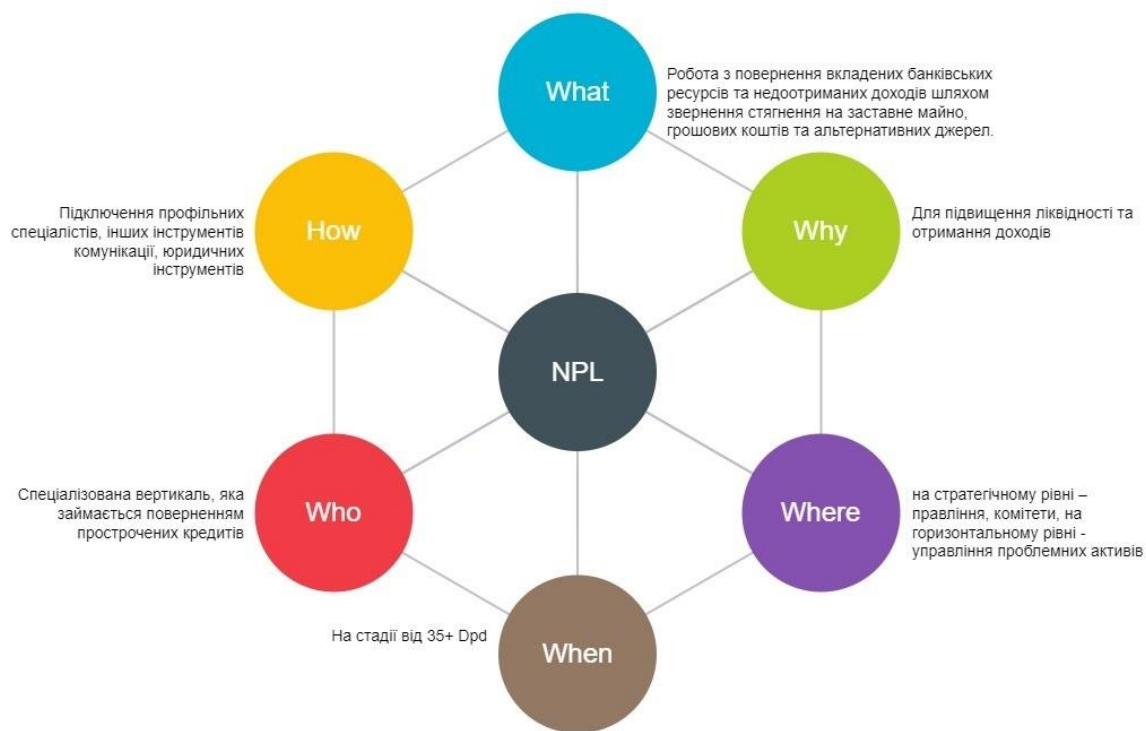 What
Робота з повернення вкладених банківських
ресурсів та недоотриманих доходів шляхом
звернення стягнення на заставне майно,
грошових коштів та альтернативних джерел.
Підключення профільних
спеціалістів, інших інструментів
комунікації, юридичних
інструментів
How
Why
Для підвищення ліквідності та
отримання доходів
NPL
Спеціалізована вертикаль, яка
займається поверненням
прострочених кредитів
Who
Where
на стратегічному рівні –
правління, комітети, на
горизонтальному рівні -
управління проблемних активів
На стадії від 35+ Dpd
When